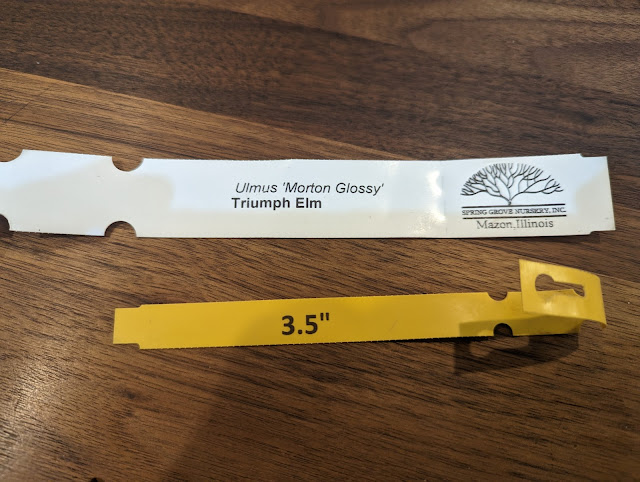 Ulmus 'Morton Glossy'
Triumph Elm
SPRING GROVE NURSERY, INC.
Mazon, Illinois
3.5"